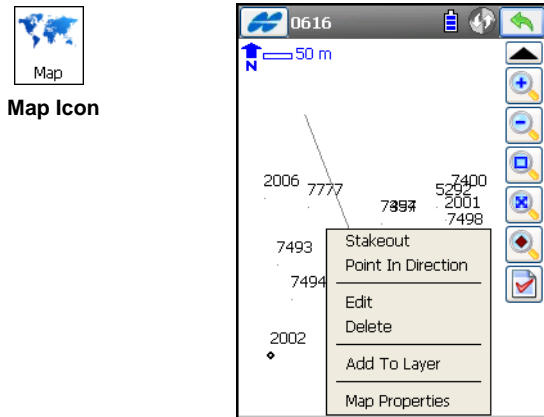 Map
Map Icon
0616
50 m
N
2006
7777
7400
5292
2001
7498
7493
7494
2002
Stakeout
Point In Direction
Edit
Delete
Add To Layer
Map Properties